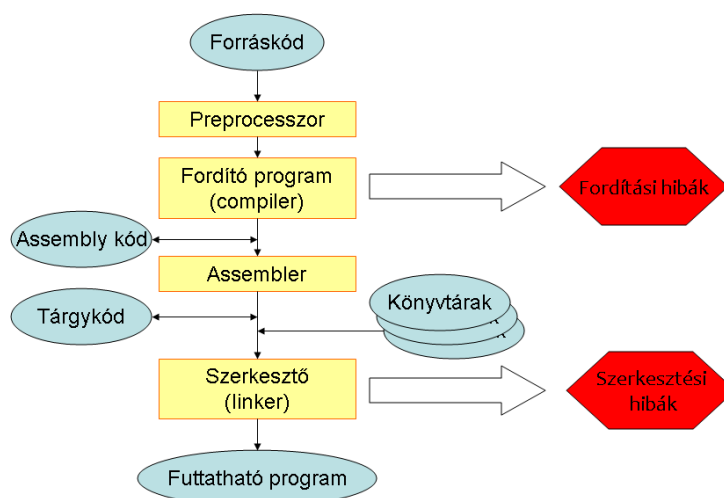 Forráskód
Preprocesszor
Fordító program
(compiler)
Fordítási hibák
Assembly kód
Assembler
Tárgykód
Könyvtárak
Szerkesztő
(linker)
Szerkesztési
hibák
Futtatható program